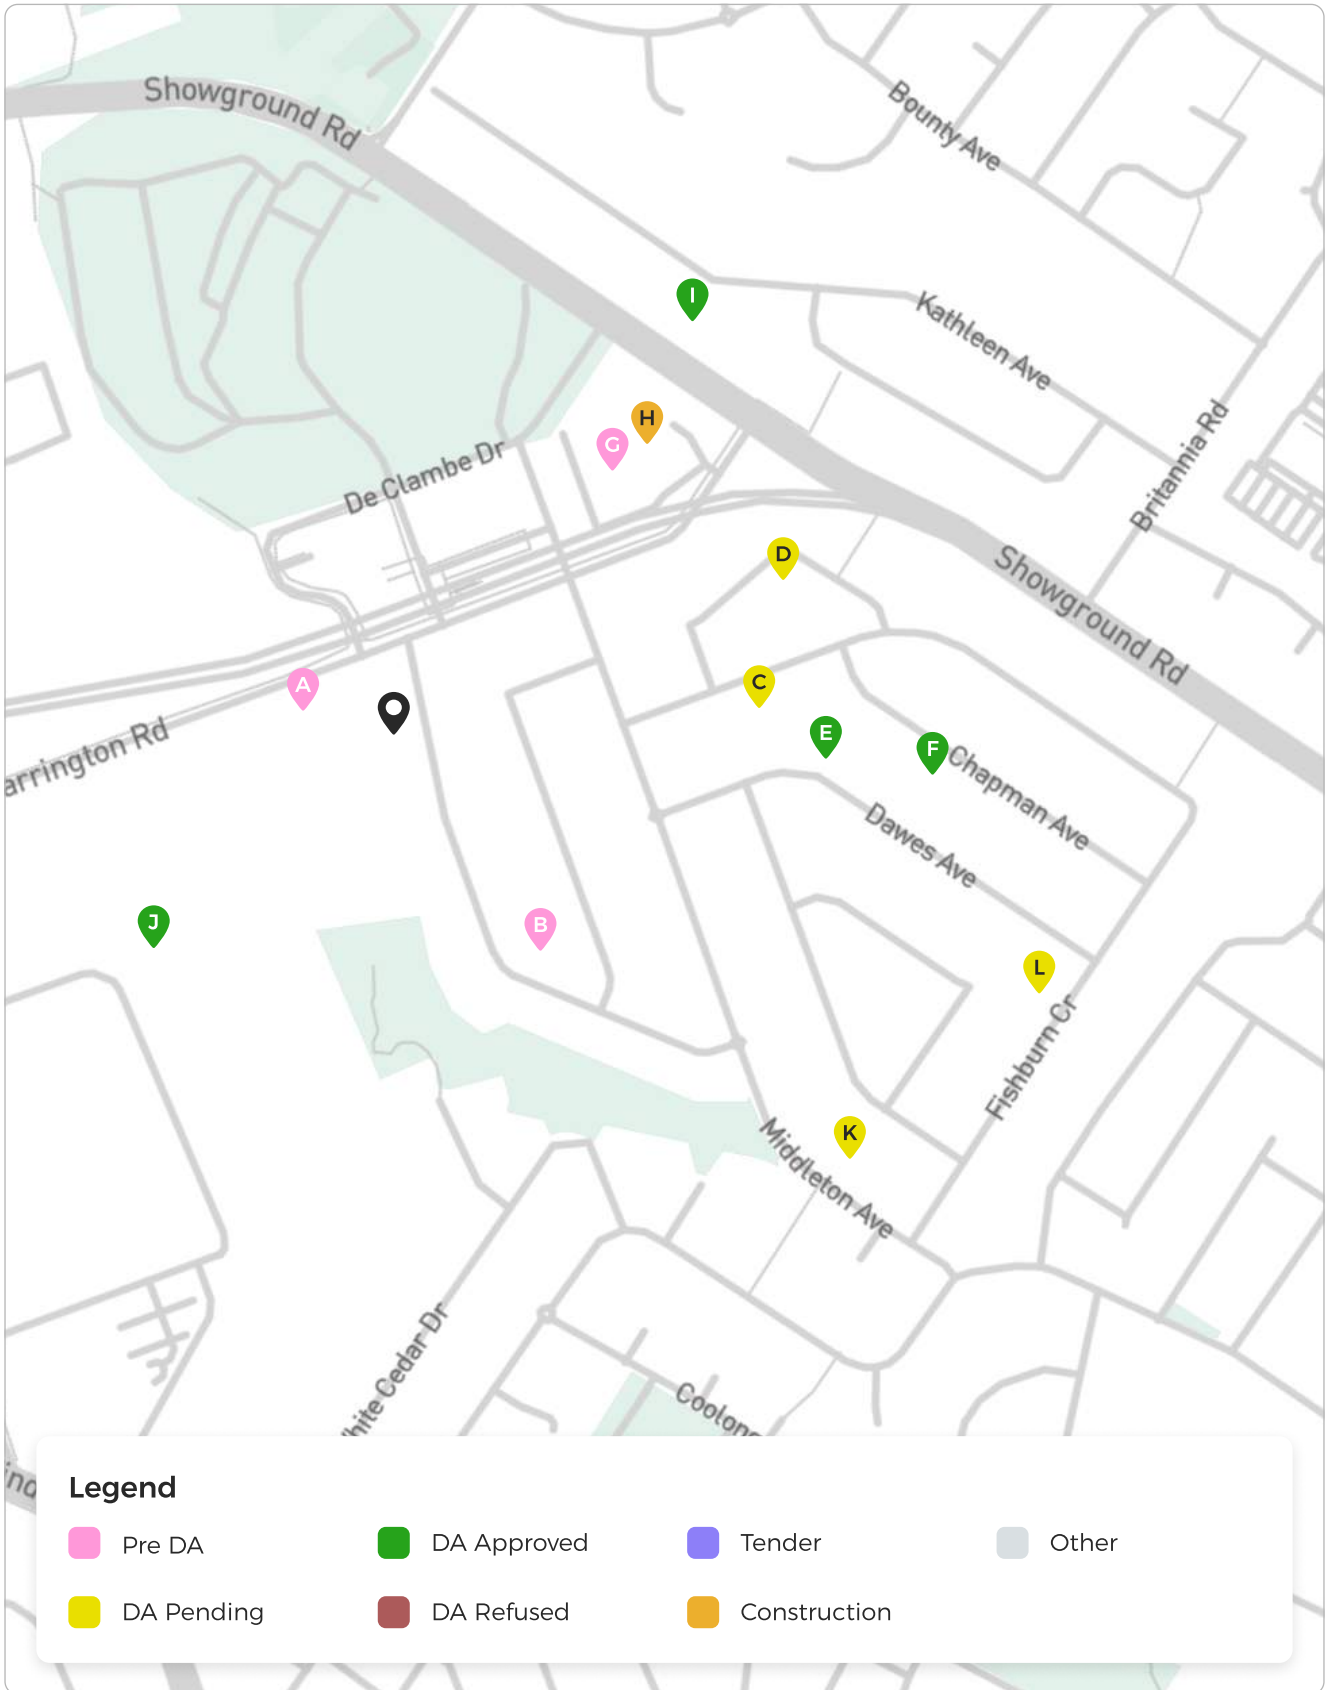 Showground Rd
Bounty Ave
I
Kathleen Ave
H
G
De Clambe Dr
Britannia Rd
D
Showground Rd
A
C
E
F
arrington Rd
Chapman Ave
Dawes Ave
J
B
L
Fishburn Cr
K
Middleton Ave
hite Cedar Dr
Coolong
ind
Legend
Pre DA
DA Approved
Tender
Other
DA Pending
DA Refused
Construction